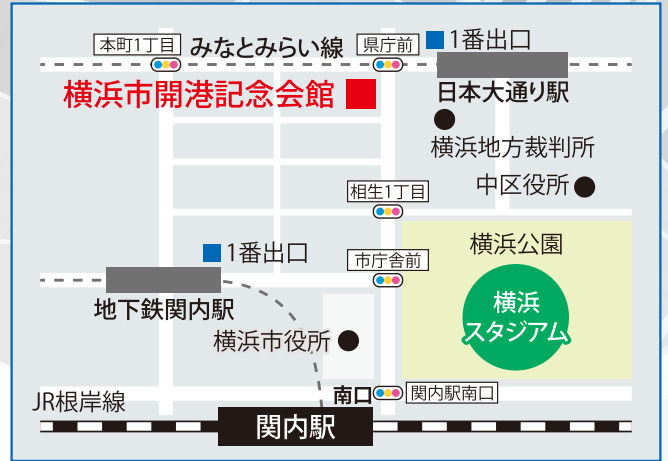 本町1丁目
みなとみらい線
県庁前
1番出口
横浜市開港記念会館
日本大通り駅
横浜地方裁判所
中区役所
相生1丁目
横浜公園
1番出口
市庁舎前
地下鉄関内駅
横浜
スタジアム
横浜市役所
南口
関内駅南口
JR根岸線
関内駅